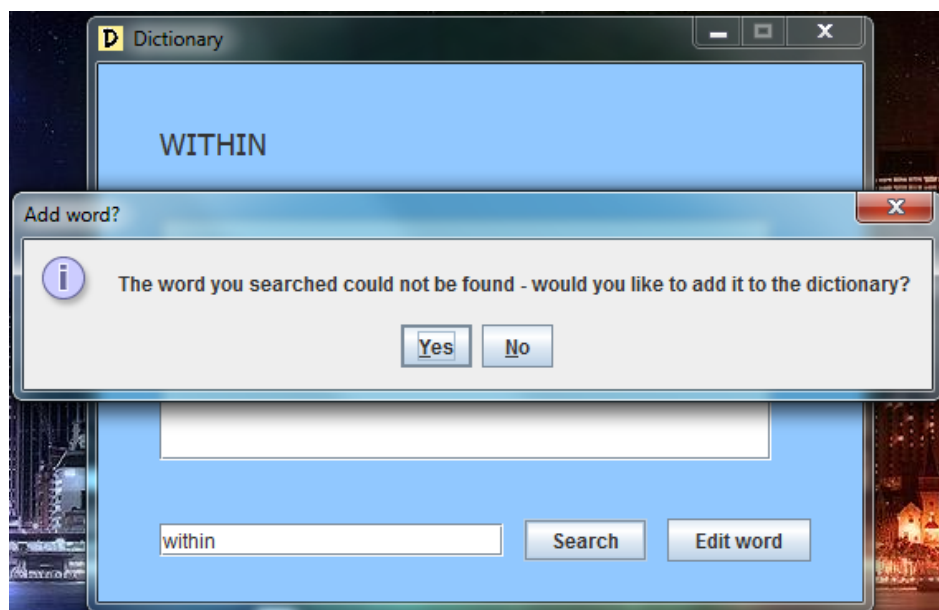 D Dictionary
WITHIN
Add word?
i
The word you searched could not be found - would you like to add it to the dictionary?
Yes No
within Search Edit word